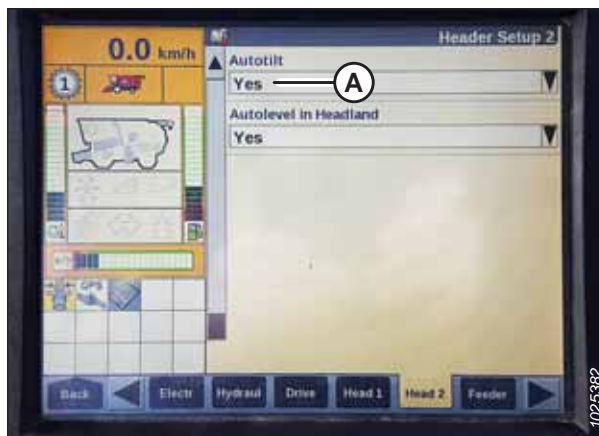 0.0 km/h
Header Setup 2
1
Autotilt
Yes
A
Autolevel in Headland
Yes
GPS
Back
Electr
Hydraul
Drive
Head 1
Head 2
Feeder
1025382